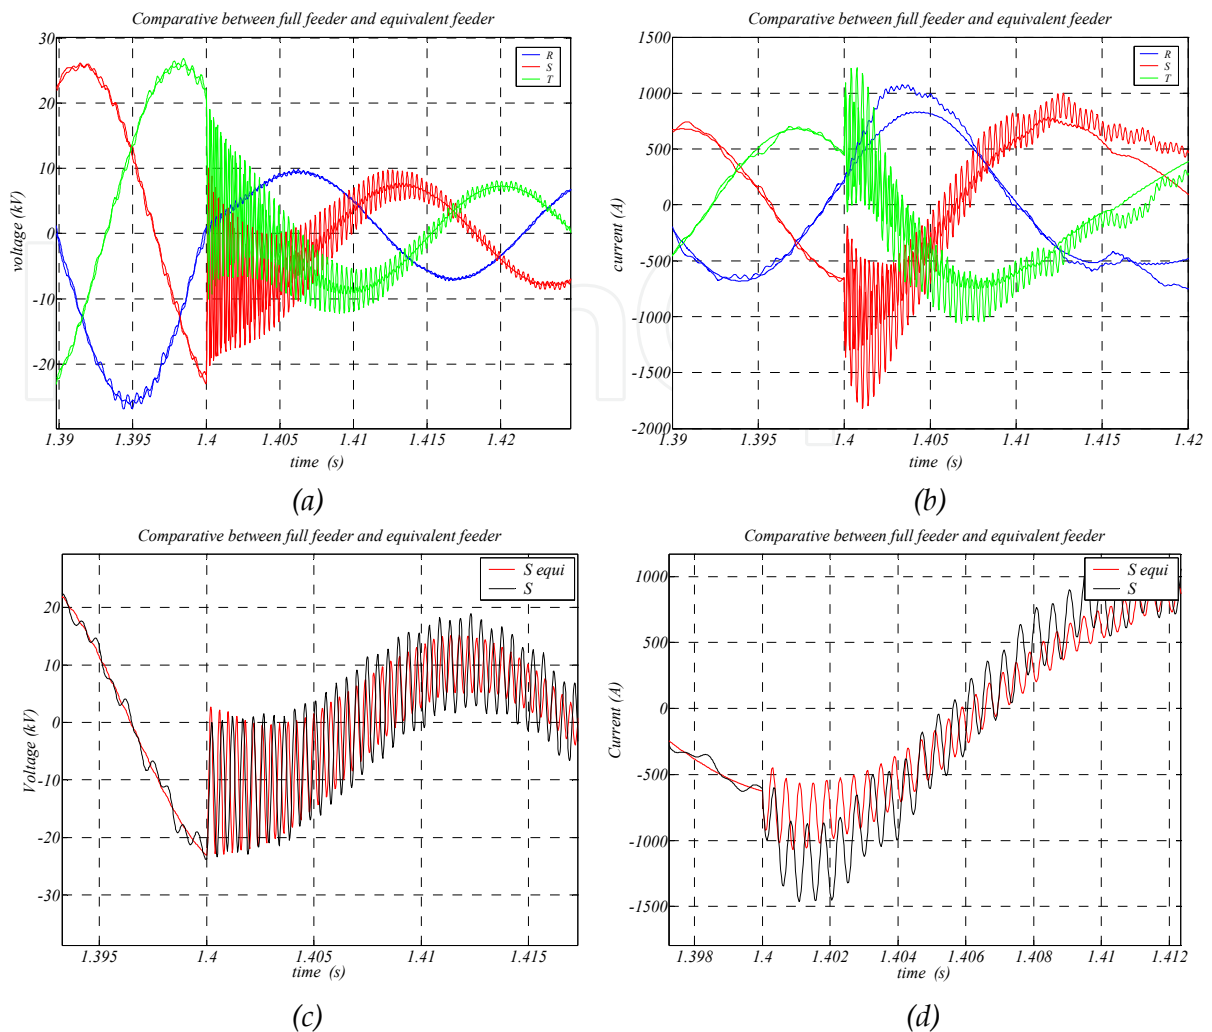 Comparative between full feeder and equivalent feeder
30
20
10
0
-10
-20
voltage (kV)
R
S
T
1.39
1.395
1.4
1.405
1.41
1.415
1.42
time (s)
(a)
Comparative between full feeder and equivalent feeder
1500
1000
500
0
-500
-1000
-1500
-2000
current (A)
R
S
T
1.39
1.395
1.4
1.405
1.41
1.415
1.42
time (s)
(b)
Comparative between full feeder and equivalent feeder
20
10
0
-10
-20
-30
Voltage (kV)
S equi
S
1.395
1.4
1.405
1.41
1.415
time (s)
(c)
Comparative between full feeder and equivalent feeder
1000
500
0
-500
-1000
-1500
Current (A)
S equi
S
1.398
1.4
1.402
1.404
1.406
1.408
1.41
1.412
time (s)
(d)